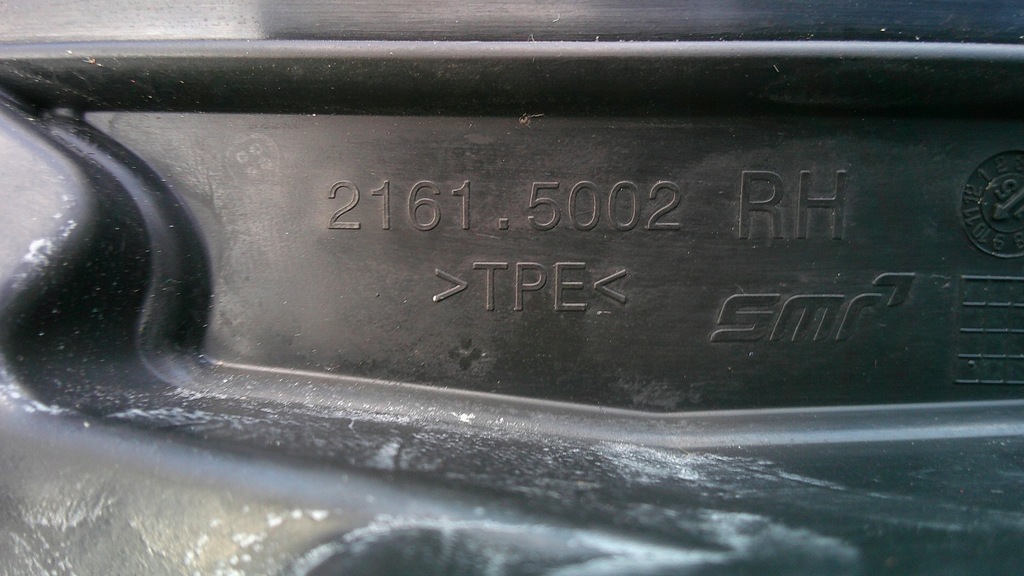 2161.5002 RH
>TPE<
smr